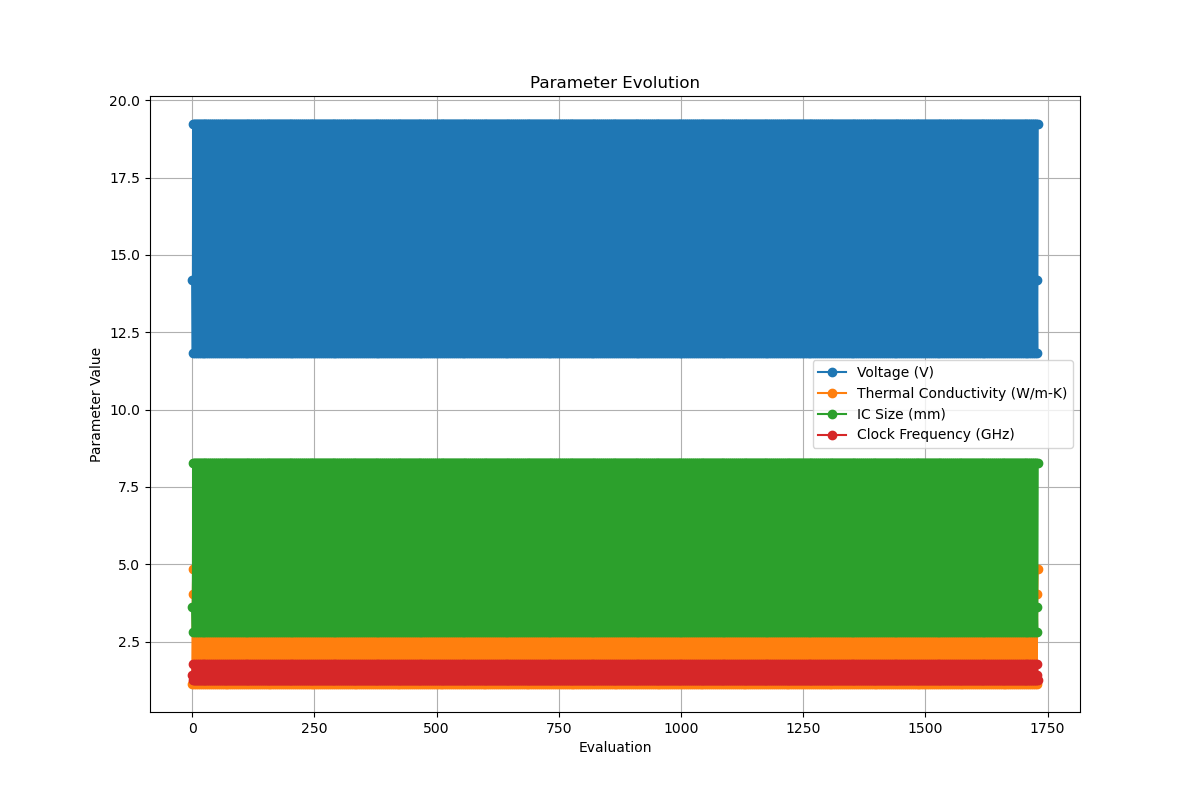 Parameter Evolution
20.0
17.5
15.0
12.5
10.0
7.5
5.0
2.5
Parameter Value
Voltage (V)
Thermal Conductivity (W/m-K)
IC Size (mm)
Clock Frequency (GHz)
0 250 500 750 1000 1250 1500 1750
Evaluation